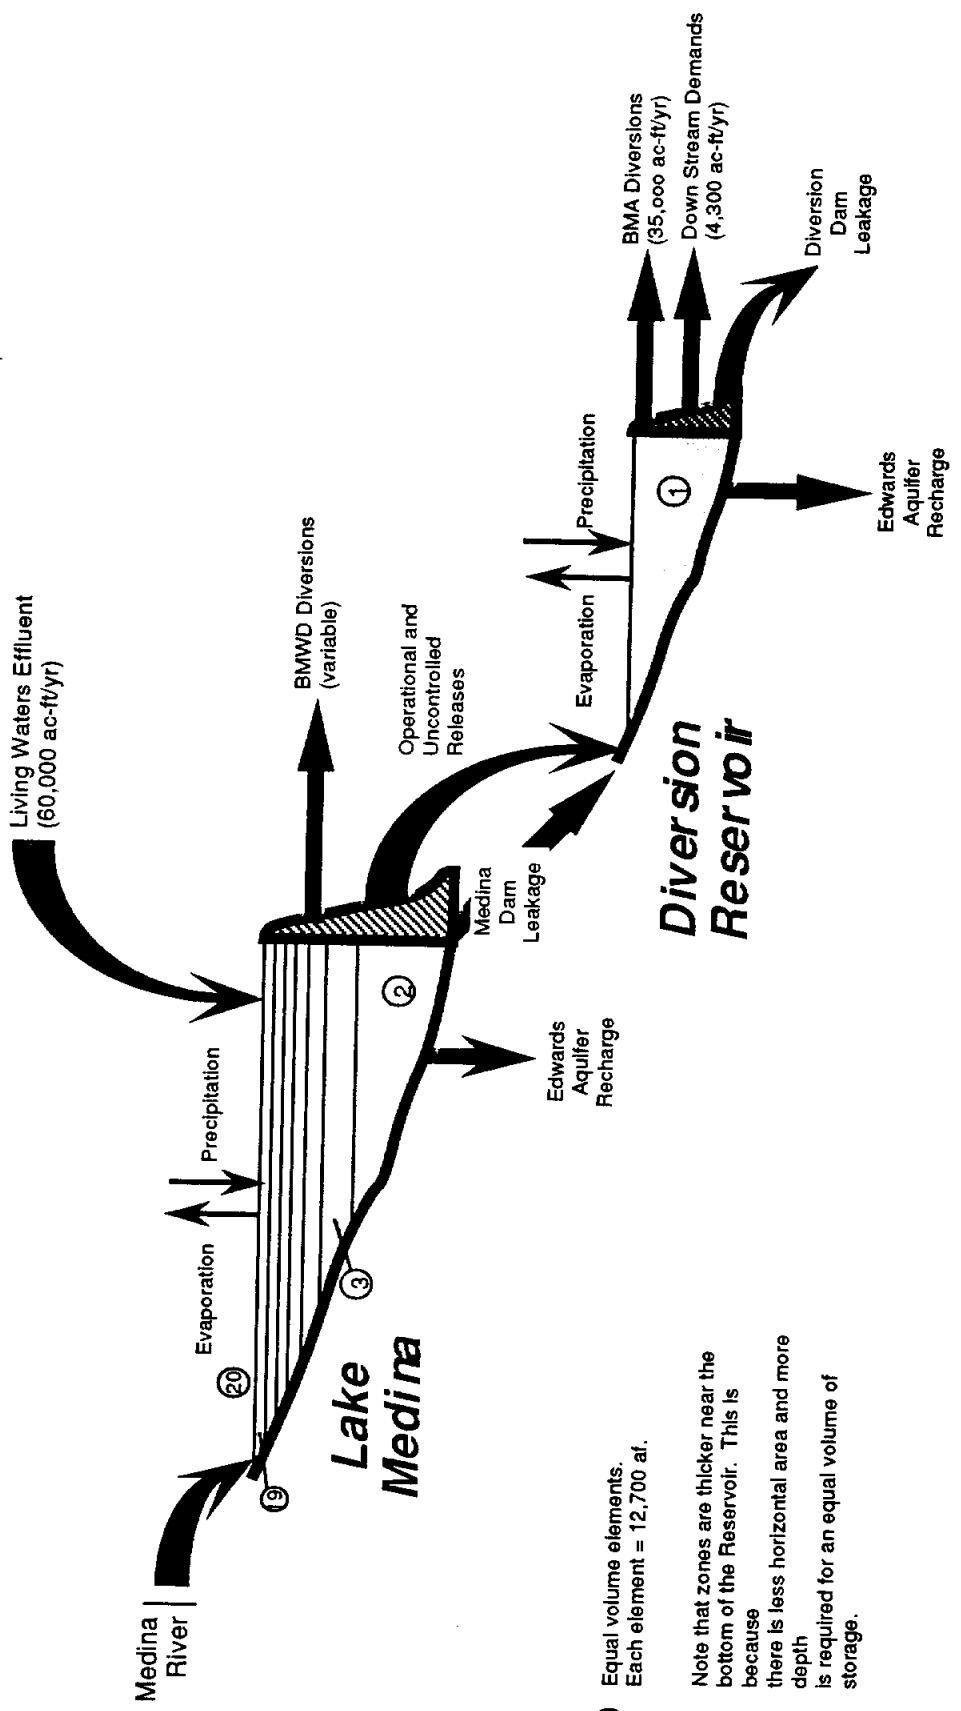 Living Waters Effluent
(60,000 ac-ft/yr)
Medina
River
20
19
Evaporation
Precipitation
3
2
Lake
Medina
BMWD Diversions
(variable)
Operational and
Uncontrolled
Releases
Medina
Dam
Leakage
Edwards
Aquifer
Recharge
Evaporation
Precipitation
1
Diversion
Reservoir
BMA Diversions
(35,ooo ac-ft/yr)
Down Stream Demands
(4,300 ac-ft/yr)
Diversion
Dam
Leakage
Edwards
Aquifer
Recharge
Equal volume elements.
Each element = 12,700 af.
Note that zones are thicker near the
bottom of the Reservoir. This is
because
there is less horizontal area and more
depth
is required for an equal volume of
storage.